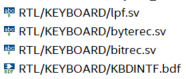 RTL/KEYBOARD/lpf.sv
RTL/KEYBOARD/byterec.sv
RTL/KEYBOARD/bitrec.sv
RTL/KEYBOARD/KBDINTF.bdf